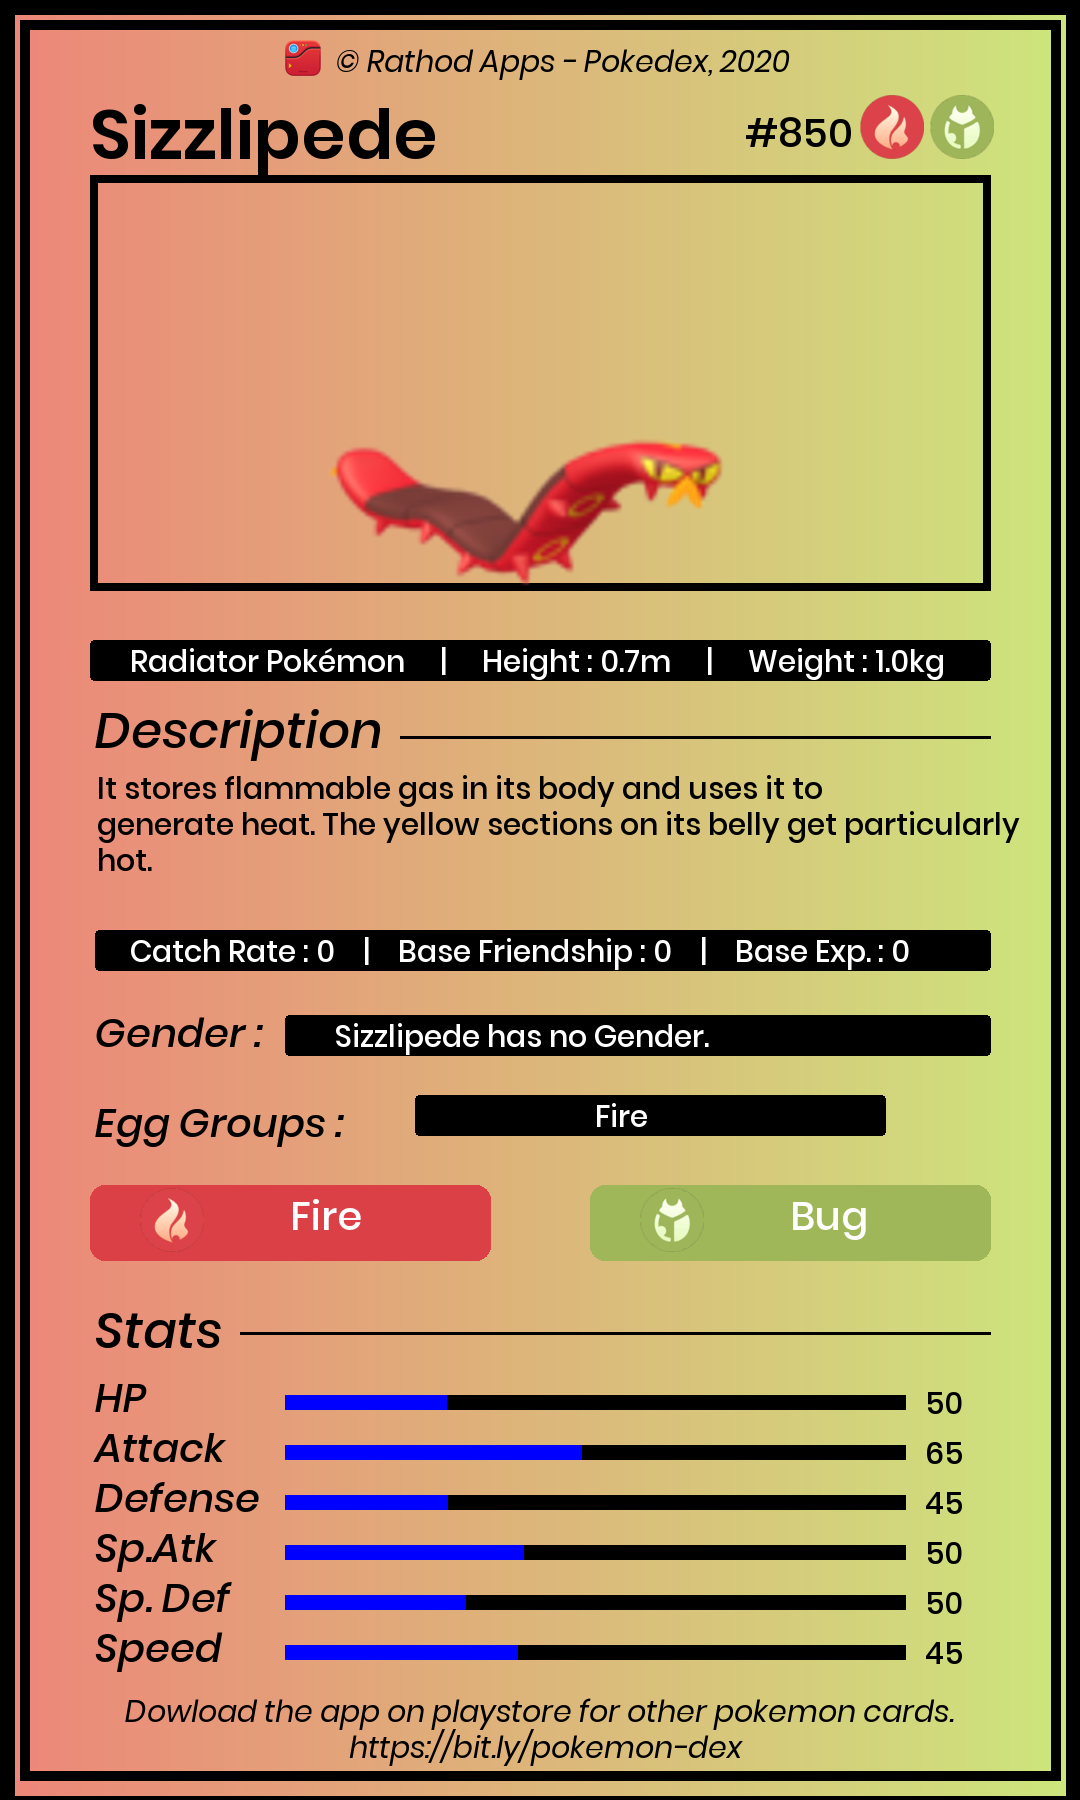 © Rathod Apps - Pokedex, 2020
Sizzlipede #850
Radiator Pokémon | Height : 0.7m | Weight : 1.0kg
Description
It stores flammable gas in its body and uses it to
generate heat. The yellow sections on its belly get particularly
hot.
Catch Rate : 0 | Base Friendship : 0 | Base Exp. : 0
Gender : Sizzlipede has no Gender.
Egg Groups : Fire
Fire Bug
Stats
HP 50
Attack 65
Defense 45
Sp.Atk 50
Sp. Def 50
Speed 45
Dowload the app on playstore for other pokemon cards.
https://bit.ly/pokemon-dex